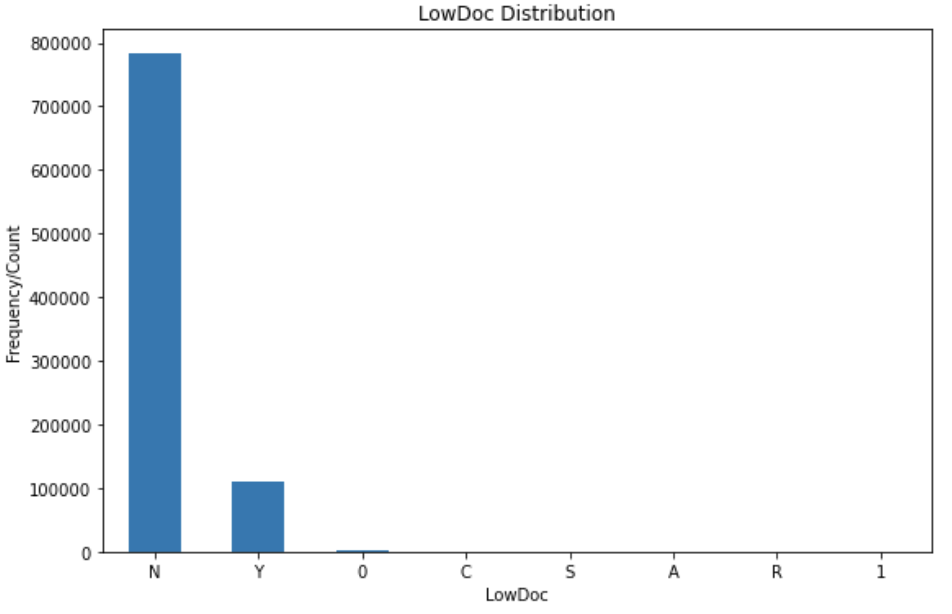 LowDoc Distribution
800000
700000
600000
500000
400000
300000
200000
100000
0
Frequency/Count
N Y 0 C S A R 1
LowDoc